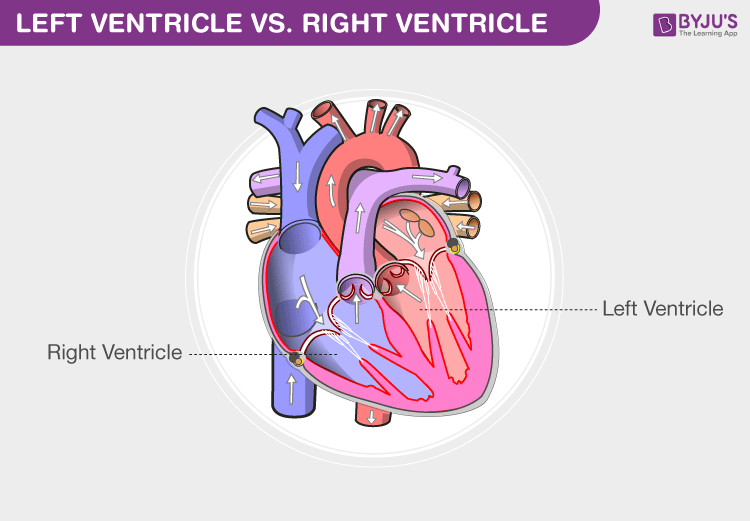 LEFT VENTRICLE VS. RIGHT VENTRICLE
BYJU'S
The Learning App
Left Ventricle
Right Ventricle